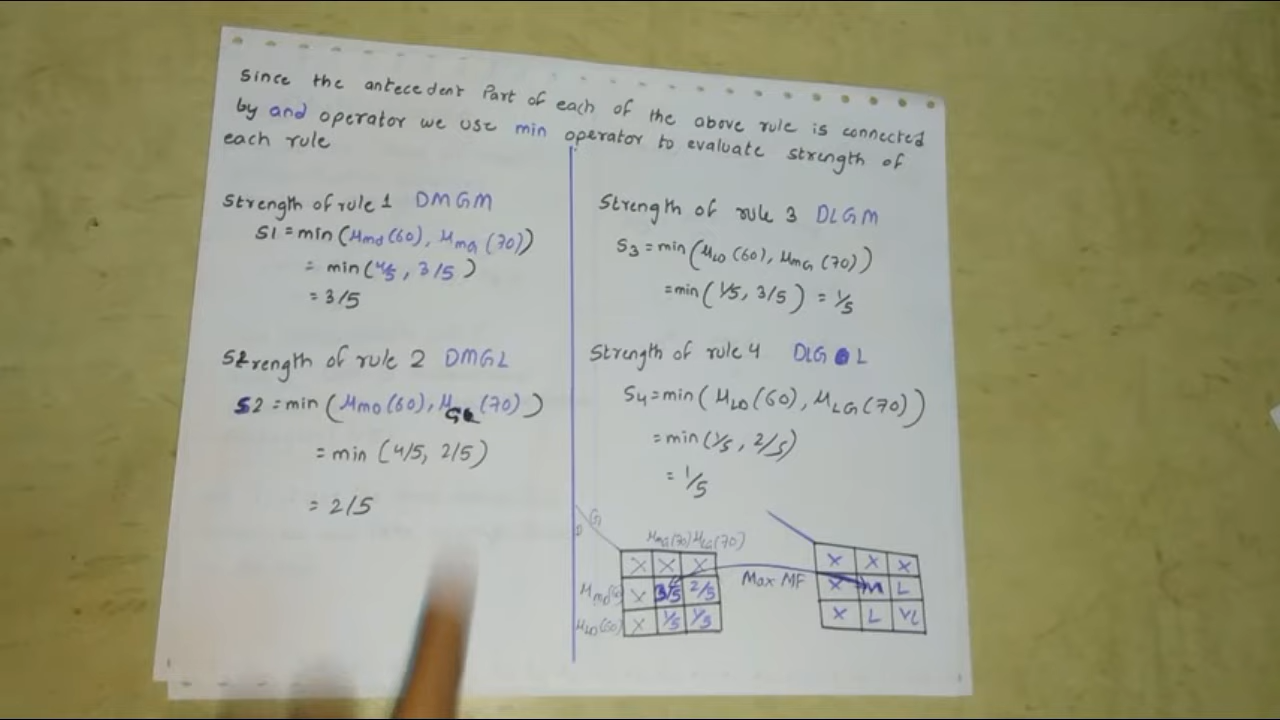 Since the antecedent Part of each of the above rule is connected
by and operator we use min operator to evaluate strength of
each rule
Strength of rule 1 DMGM
S1 = min (μmd (60), μmG (70))
= min (4/5, 3/5)
= 3/5
Strength of rule 2 DMGL
S2 = min (μmD (60), μGL (70))
= min (4/5, 2/5)
= 2/5
Strength of rule 3 DLGM
S3 = min (μLD (60), μmG (70))
= min (1/5, 3/5) = 1/5
Strength of rule 4 DLG L
S4 = min (μLD (60), μLG (70))
= min (1/5, 2/5)
= 1/5
D G
μmG(70) μLG(70)
X X X
μmD(60) X 3/5 2/5
μLD(60) X 1/5 1/5
Max MF
X X X
X M L
X L VL